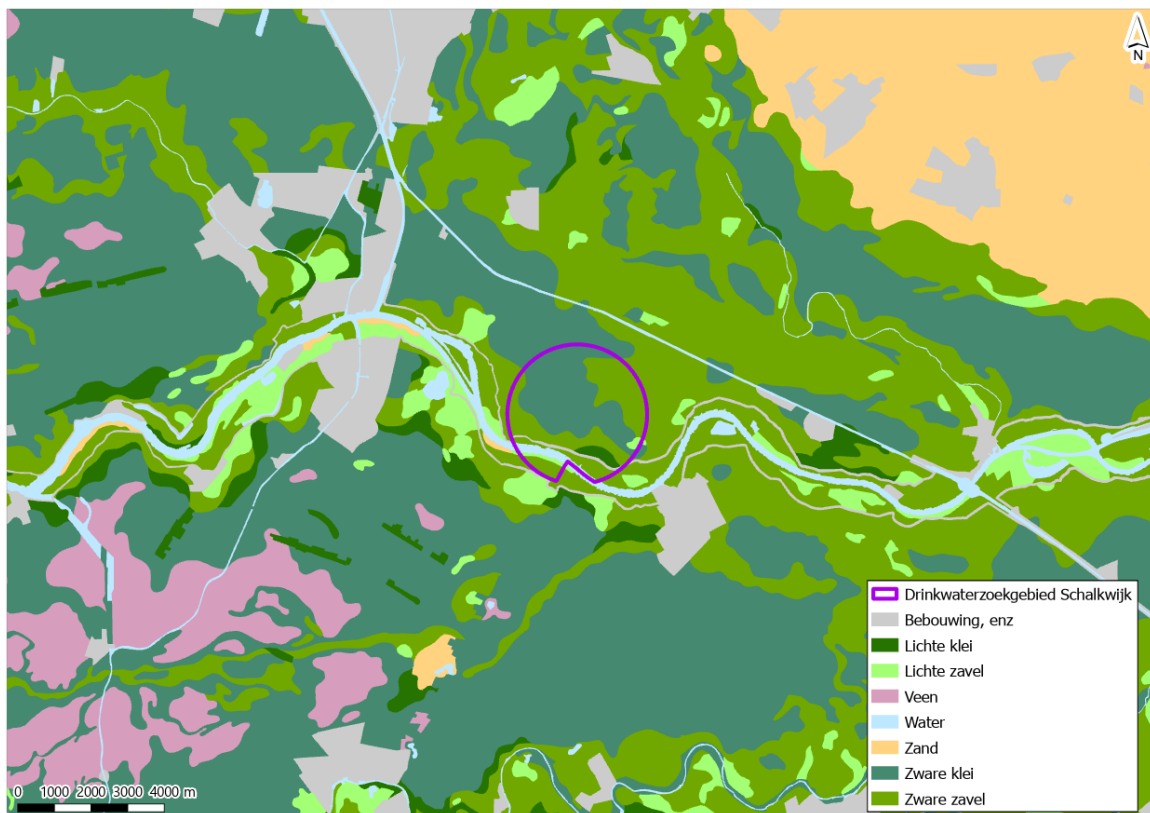 N
Drinkwaterzoekgebied Schalkwijk
Bebouwing, enz
Lichte klei
Lichte zavel
Veen
Water
Zand
Zware klei
Zware zavel
0 1000 2000 3000 4000 m